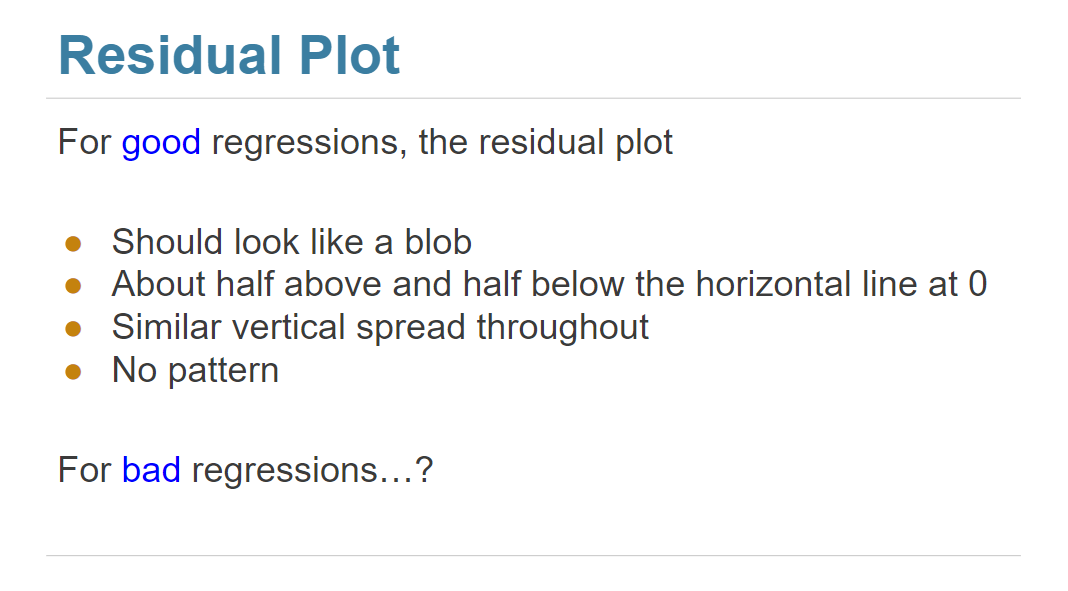 Residual Plot
For good regressions, the residual plot
● Should look like a blob
● About half above and half below the horizontal line at 0
● Similar vertical spread throughout
● No pattern
For bad regressions…?